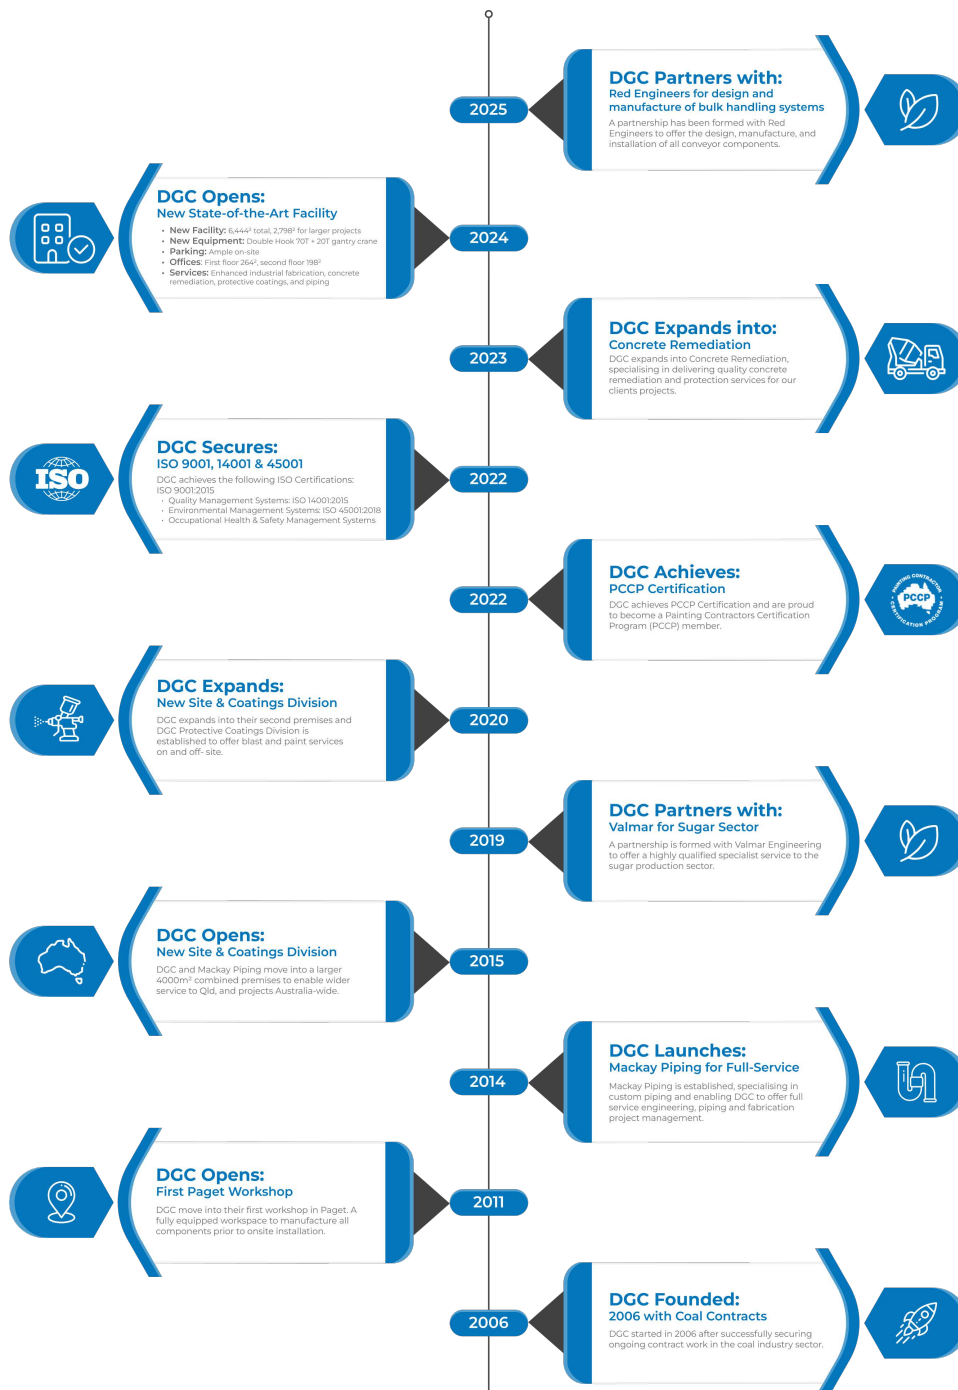 2025
DGC Partners with:
Red Engineers for design and
manufacture of bulk handling systems
A partnership has been formed with Red
Engineers to offer the design, manufacture, and
installation of all conveyor components.
DGC Opens:
New State-of-the-Art Facility
• New Facility: 6,444² total, 2,798² for larger projects
• New Equipment: Double Hook 70T + 20T gantry crane
• Parking: Ample on-site
• Offices: First floor 264², second floor 198²
• Services: Enhanced industrial fabrication, concrete
remediation, protective coatings, and piping
2024
2023
DGC Expands into:
Concrete Remediation
DGC expands into Concrete Remediation,
specialising in delivering quality concrete
remediation and protection services for our
clients projects.
ISO
DGC Secures:
ISO 9001, 14001 & 45001
DGC achieves the following ISO Certifications:
ISO 9001:2015
• Quality Management Systems: ISO 14001:2015
• Environmental Management Systems: ISO 45001:2018
• Occupational Health & Safety Management Systems
2022
2022
DGC Achieves:
PCCP Certification
DGC achieves PCCP Certification and are proud
to become a Painting Contractors Certification
Program (PCCP) member.
PAINTING CONTRACTOR
PCCP
CERTIFICATION PROGRAM
DGC Expands:
New Site & Coatings Division
DGC expands into their second premises and
DGC Protective Coatings Division is
established to offer blast and paint services
on and off- site.
2020
2019
DGC Partners with:
Valmar for Sugar Sector
A partnership is formed with Valmar Engineering
to offer a highly qualified specialist service to the
sugar production sector.
DGC Opens:
New Site & Coatings Division
DGC and Mackay Piping move into a larger
4000m² combined premises to enable wider
service to Qld, and projects Australia-wide.
2015
2014
DGC Launches:
Mackay Piping for Full-Service
Mackay Piping is established, specialising in
custom piping and enabling DGC to offer full
service engineering, piping and fabrication
project management.
DGC Opens:
First Paget Workshop
DGC move into their first workshop in Paget. A
fully equipped workspace to manufacture all
components prior to onsite installation.
2011
2006
DGC Founded:
2006 with Coal Contracts
DGC started in 2006 after successfully securing
ongoing contract work in the coal industry sector.